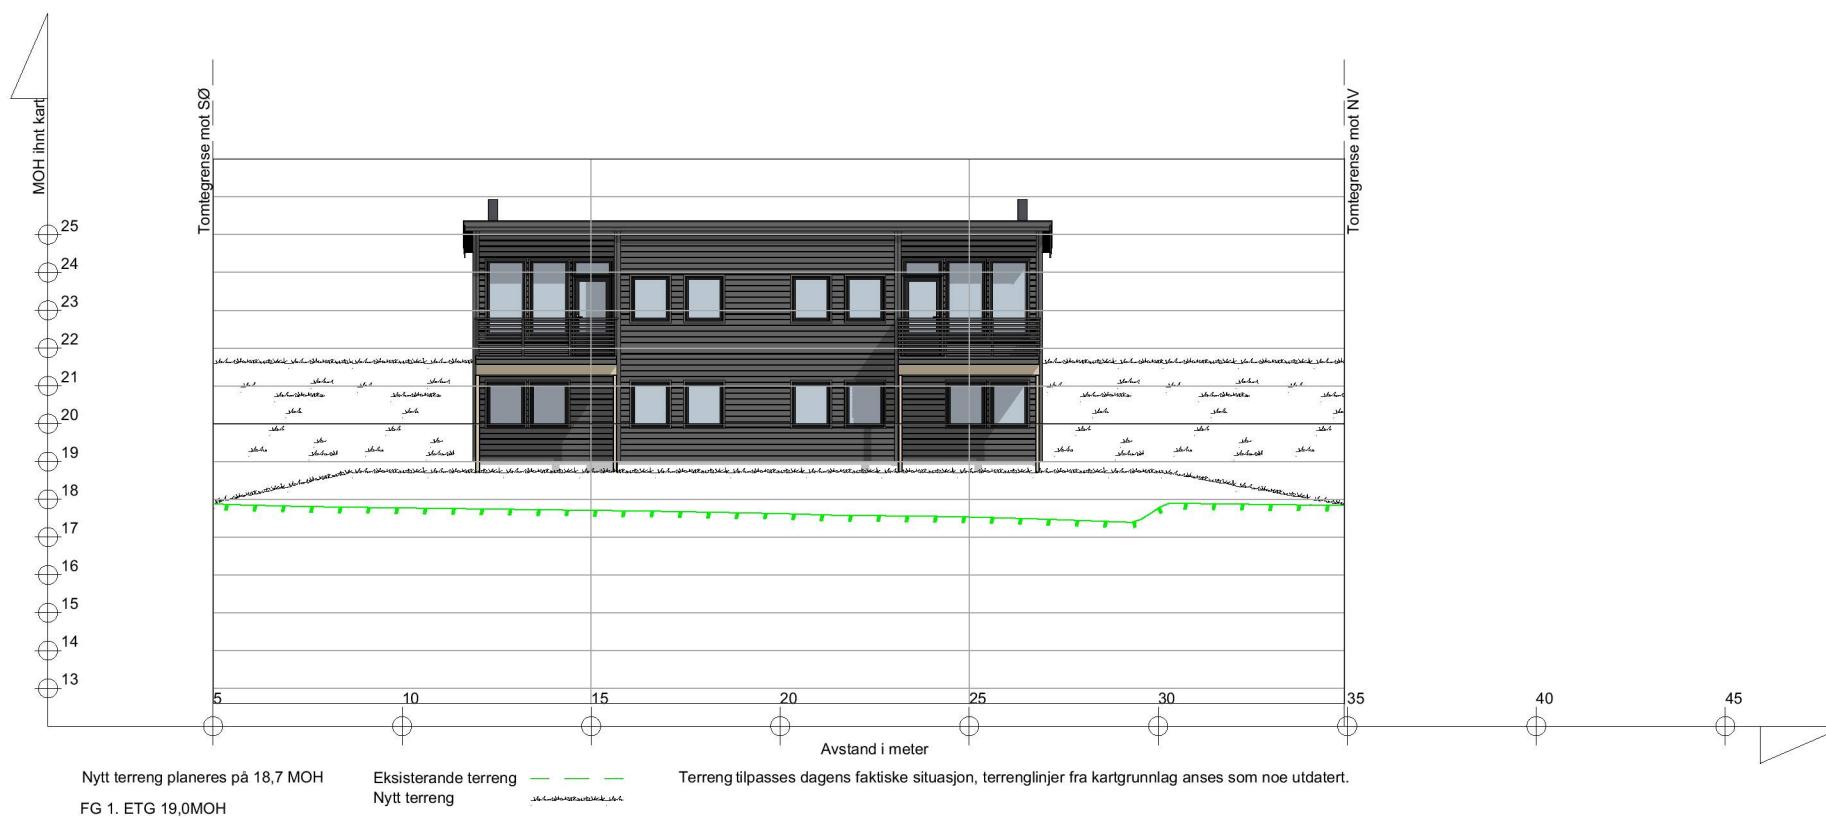 MOH ihnt kart
Tomtegrense mot SØ
Tomtegrense mot NV
25
24
23
22
21
20
19
18
17
16
15
14
13
5 10 15 20 25 30 35 40 45
Avstand i meter
Nytt terreng planeres på 18,7 MOH
FG 1. ETG 19,0MOH
Eksisterande terreng
Nytt terreng
Terreng tilpasses dagens faktiske situasjon, terrenglinjer fra kartgrunnlag anses som noe utdatert.